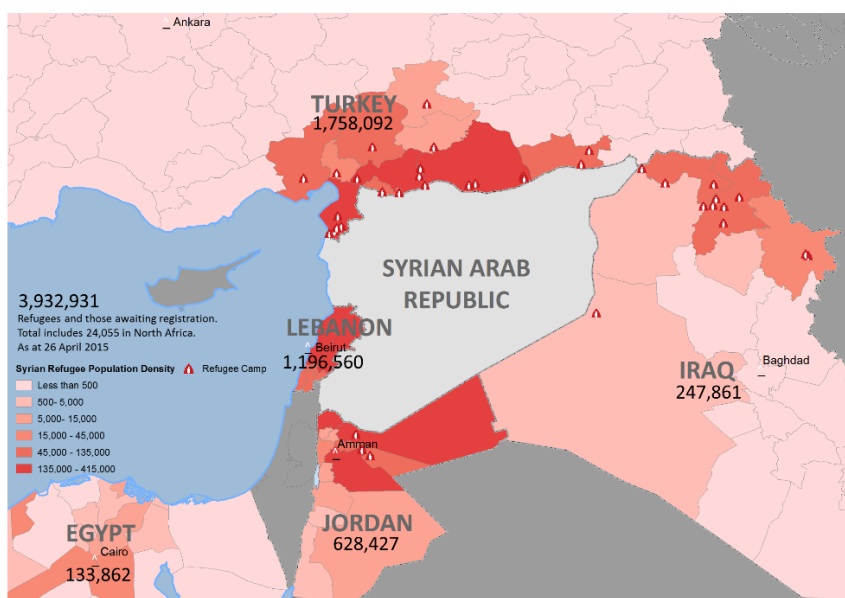 Ankara
TURKEY
1,758,092
SYRIAN ARAB
REPUBLIC
3,932,931
Refugees and those awaiting registration.
Total includes 24,055 in North Africa.
As at 26 April 2015
LEBANON
Beirut
1,196,560
Syrian Refugee Population Density
Refugee Camp
Less than 500
500- 5,000
5,000- 15,000
15,000 - 45,000
45,000 - 135,000
135,000 - 415,000
IRAQ
Baghdad
247,861
Amman
JORDAN
628,427
EGYPT
Cairo
133,862